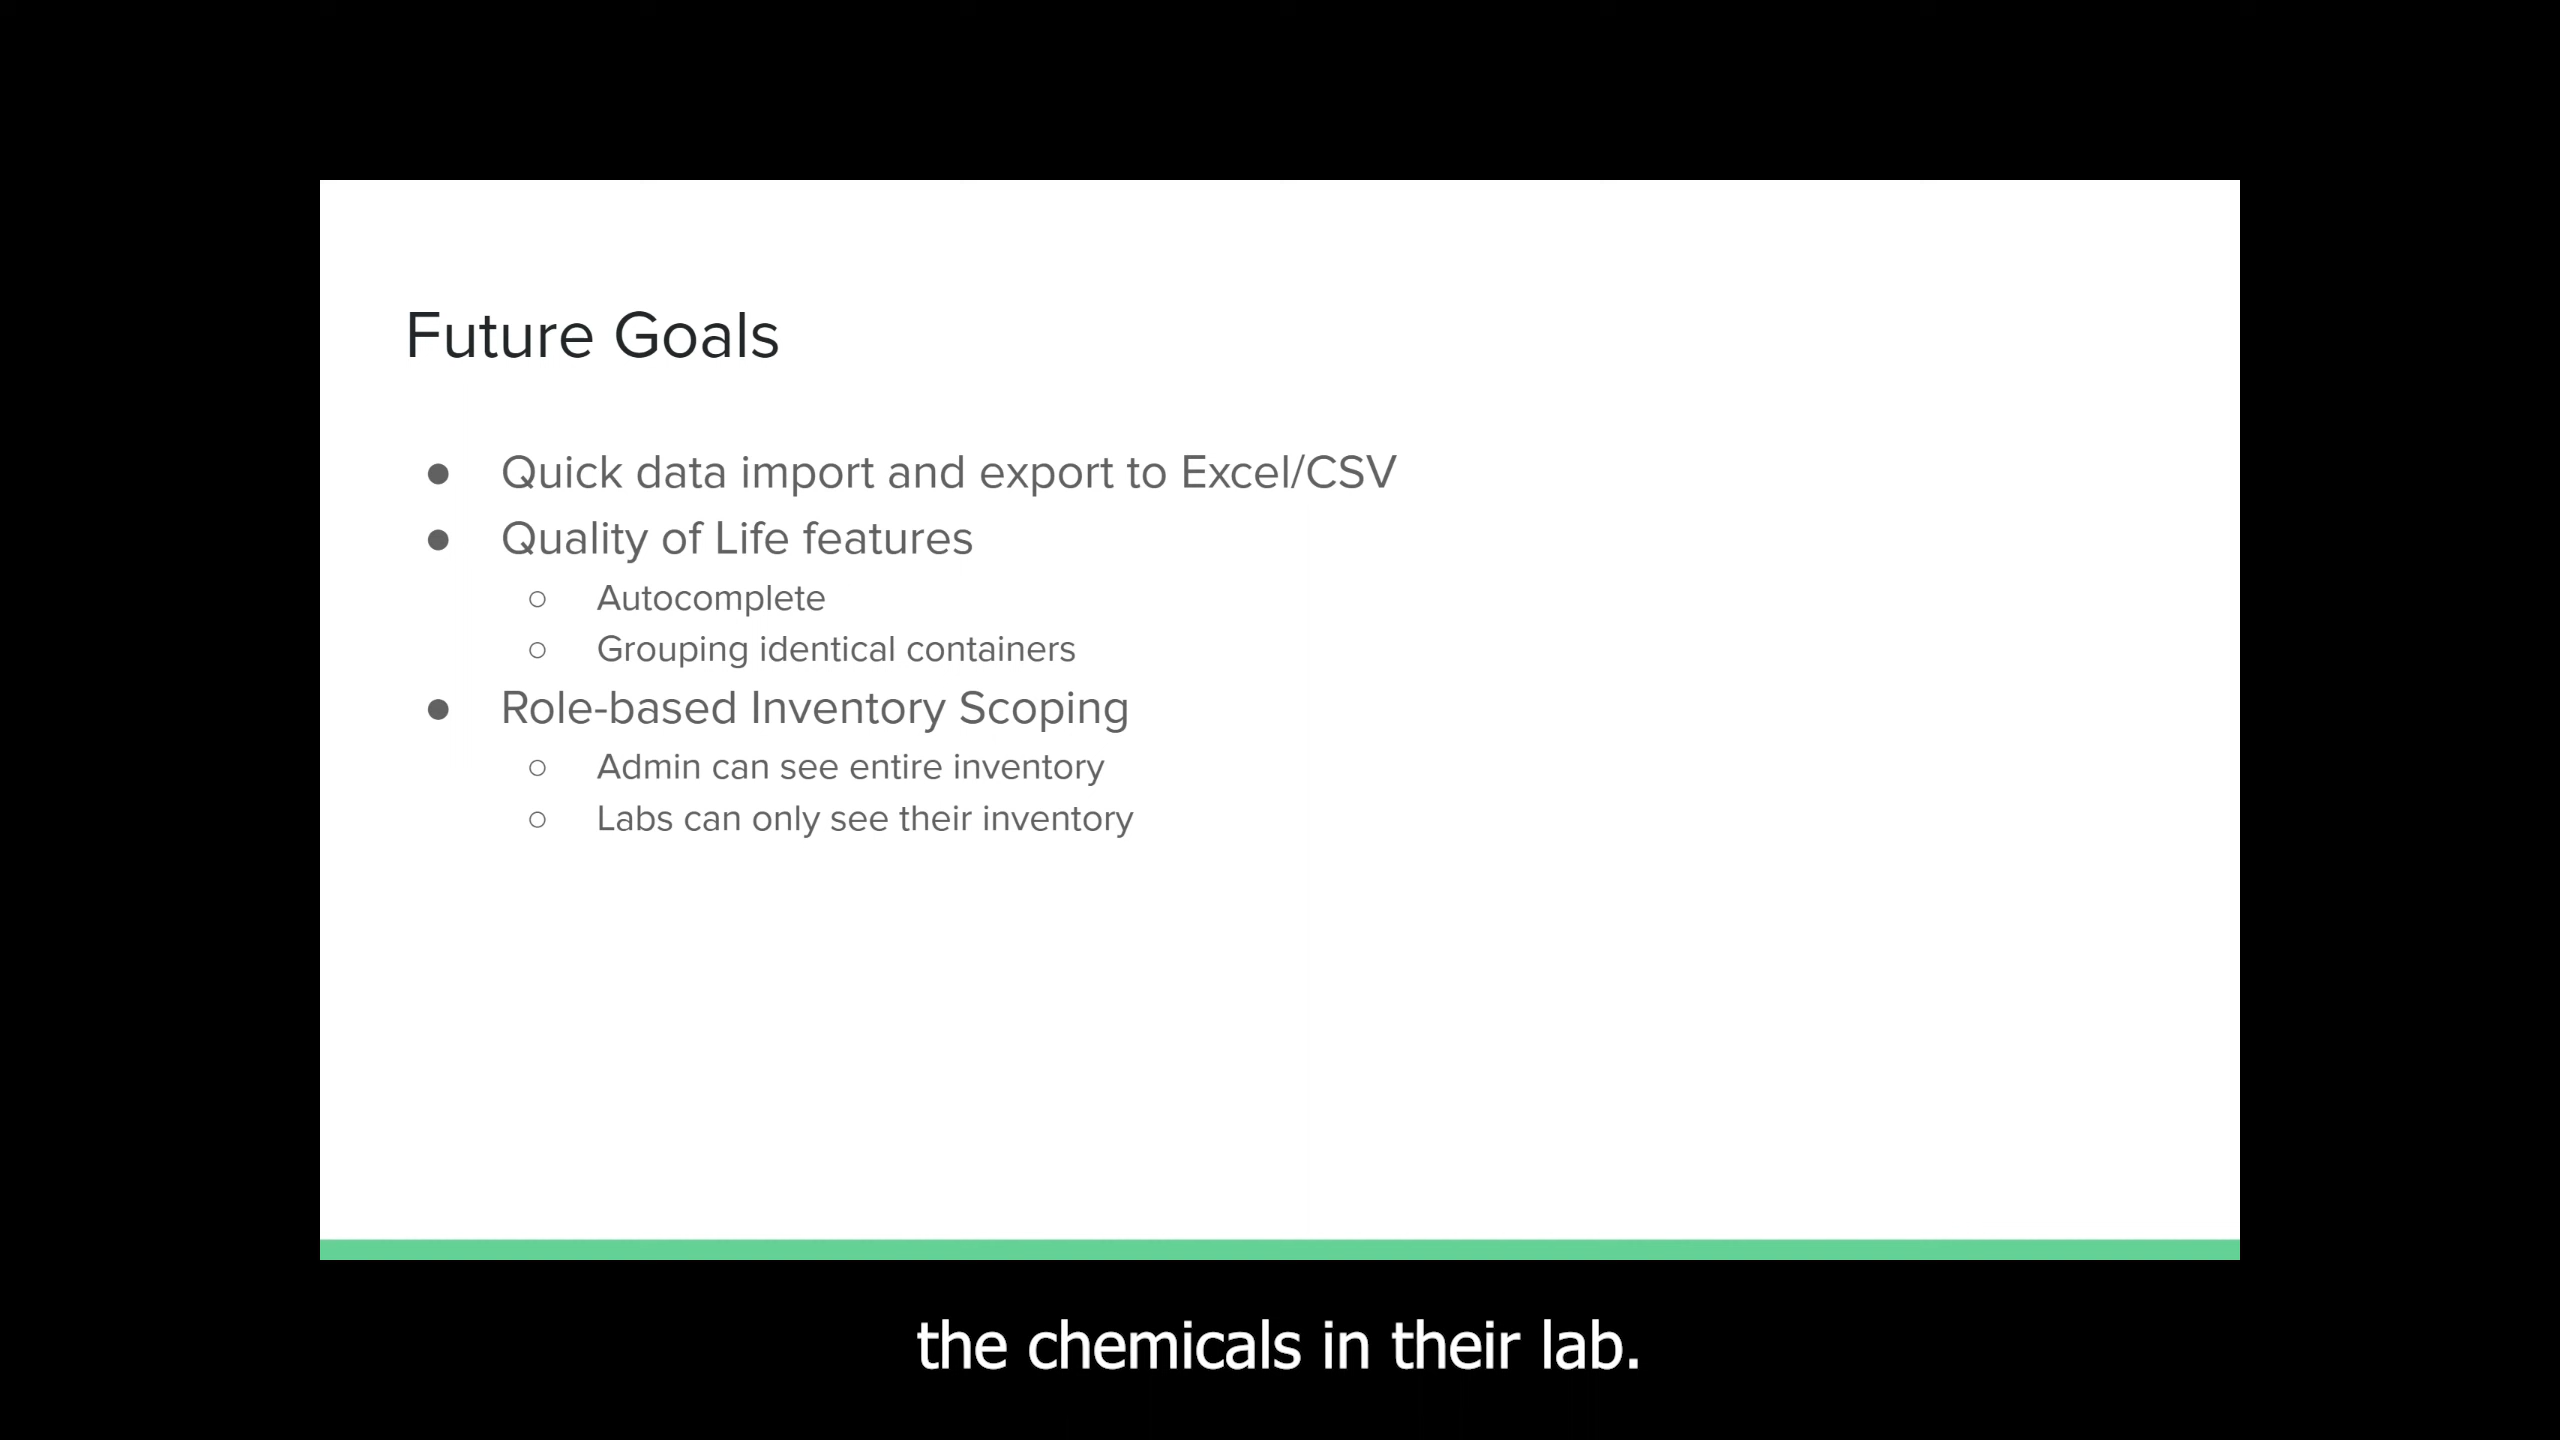 Future Goals
● Quick data import and export to Excel/CSV
● Quality of Life features
○ Autocomplete
○ Grouping identical containers
● Role-based Inventory Scoping
○ Admin can see entire inventory
○ Labs can only see their inventory
the chemicals in their lab.